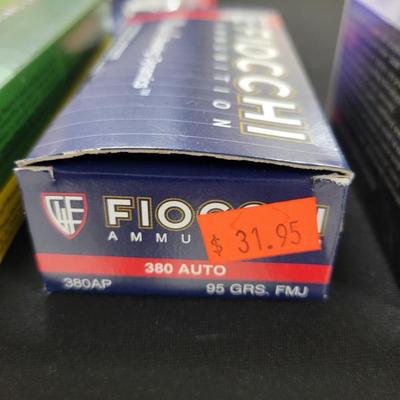 FIOCCHI
AMMUNITION
FIOCC
AMMU
$ 31.95
380 AUTO
380AP
95 GRS. FMJ